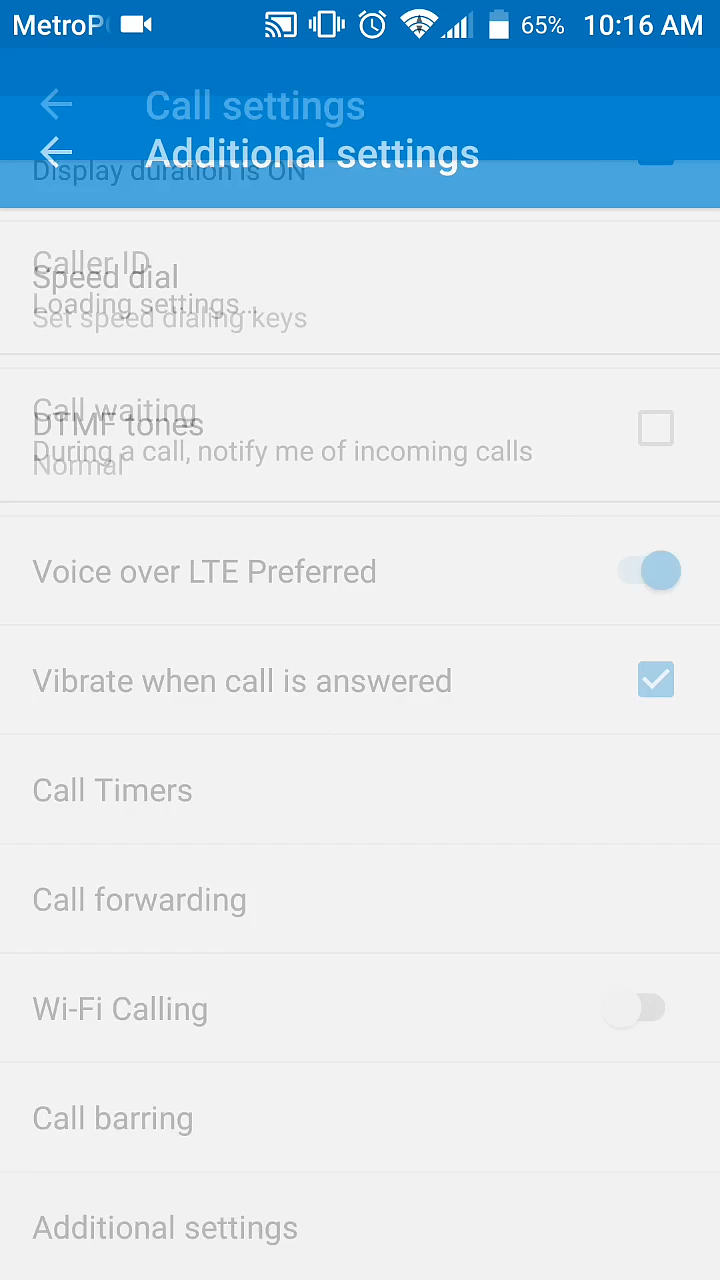 MetroP
65%
10:16 AM
Call settings
Additional settings
Display duration is ON
Caller ID
Speed dial
Loading settings...
Set speed dialing keys
Call waiting
DTMF tones
During a call, notify me of incoming calls
Normal
Voice over LTE Preferred
Vibrate when call is answered
Call Timers
Call forwarding
Wi-Fi Calling
Call barring
Additional settings